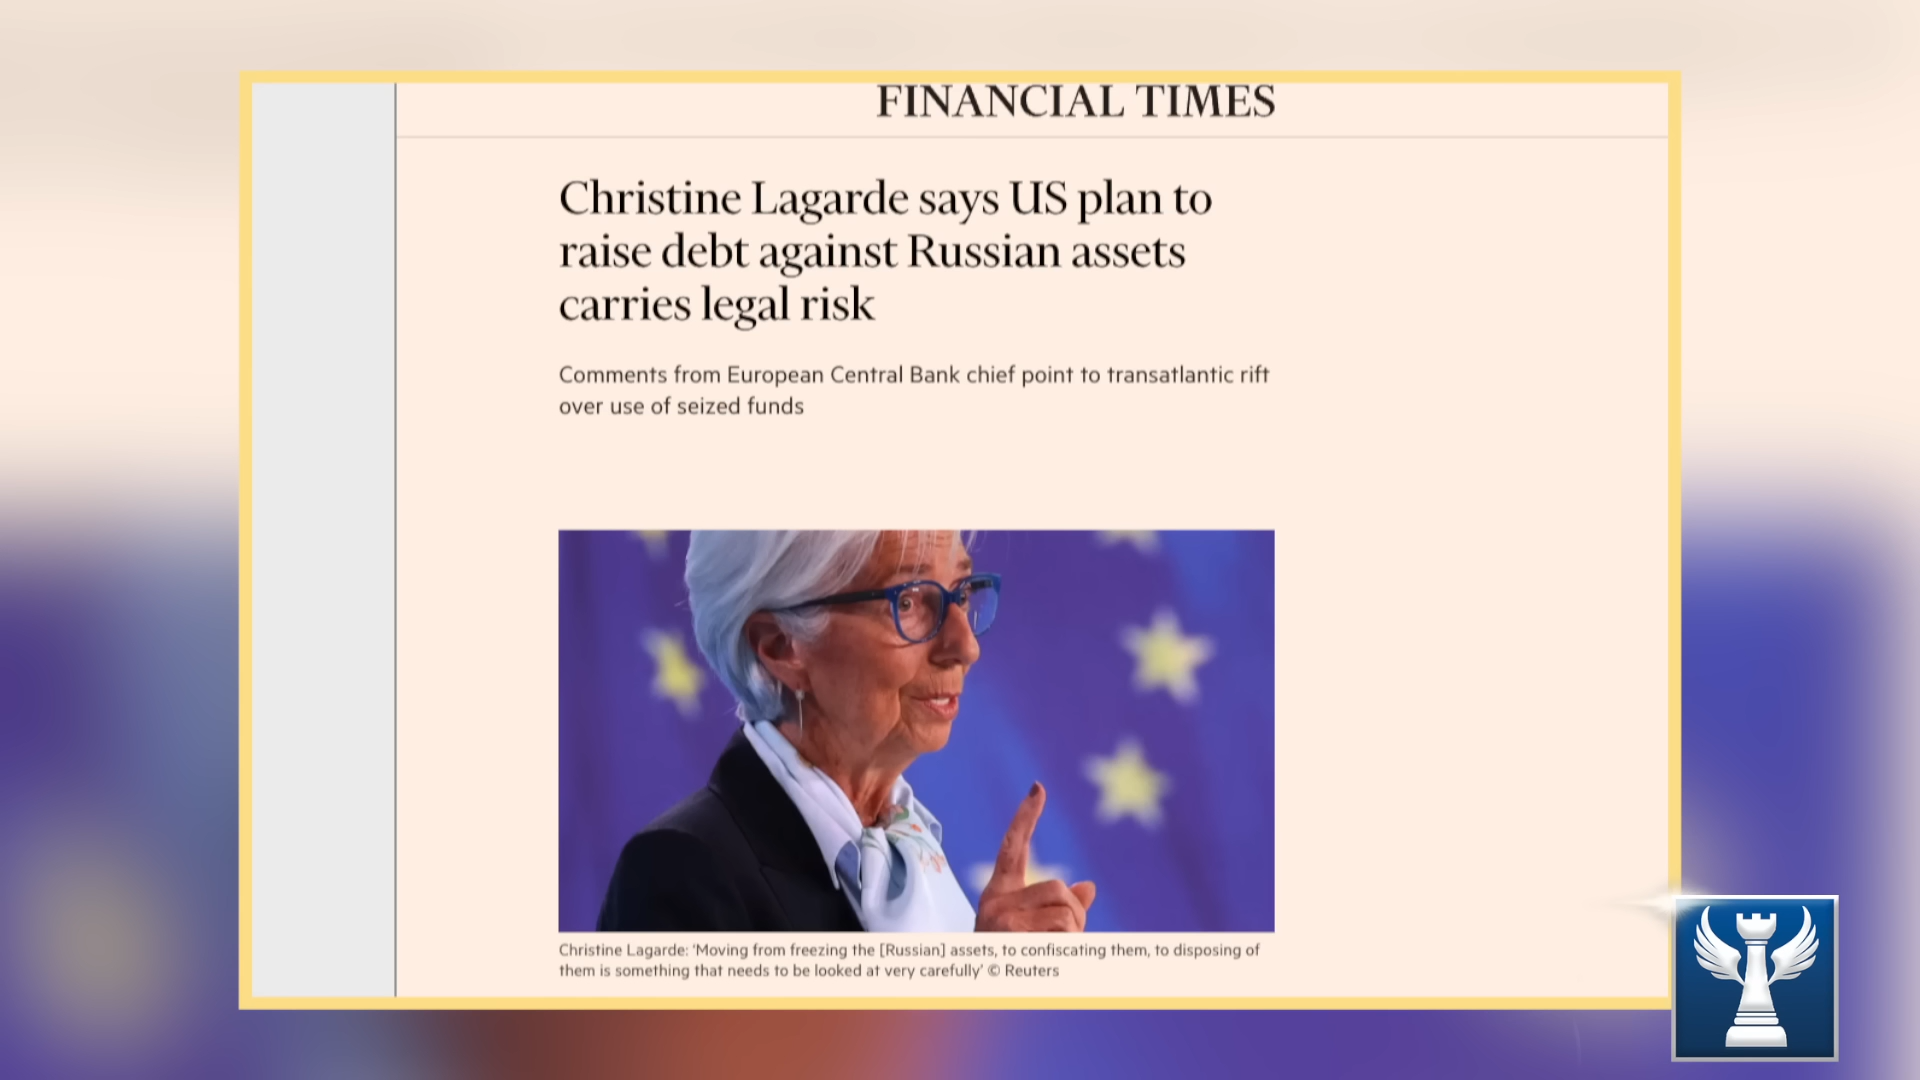 FINANCIAL TIMES
Christine Lagarde says US plan to
raise debt against Russian assets
carries legal risk
Comments from European Central Bank chief point to transatlantic rift
over use of seized funds
Christine Lagarde: ‘Moving from freezing the [Russian] assets, to confiscating them, to disposing of
them is something that needs to be looked at very carefully’ © Reuters